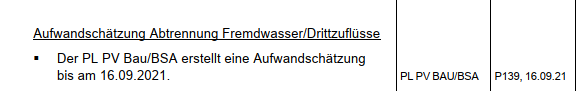 Aufwandschätzung Abtrennung Fremdwasser/Drittzuflüsse
▪ Der PL PV Bau/BSA erstellt eine Aufwandschätzung
bis am 16.09.2021. PL PV BAU/BSA P139, 16.09.21